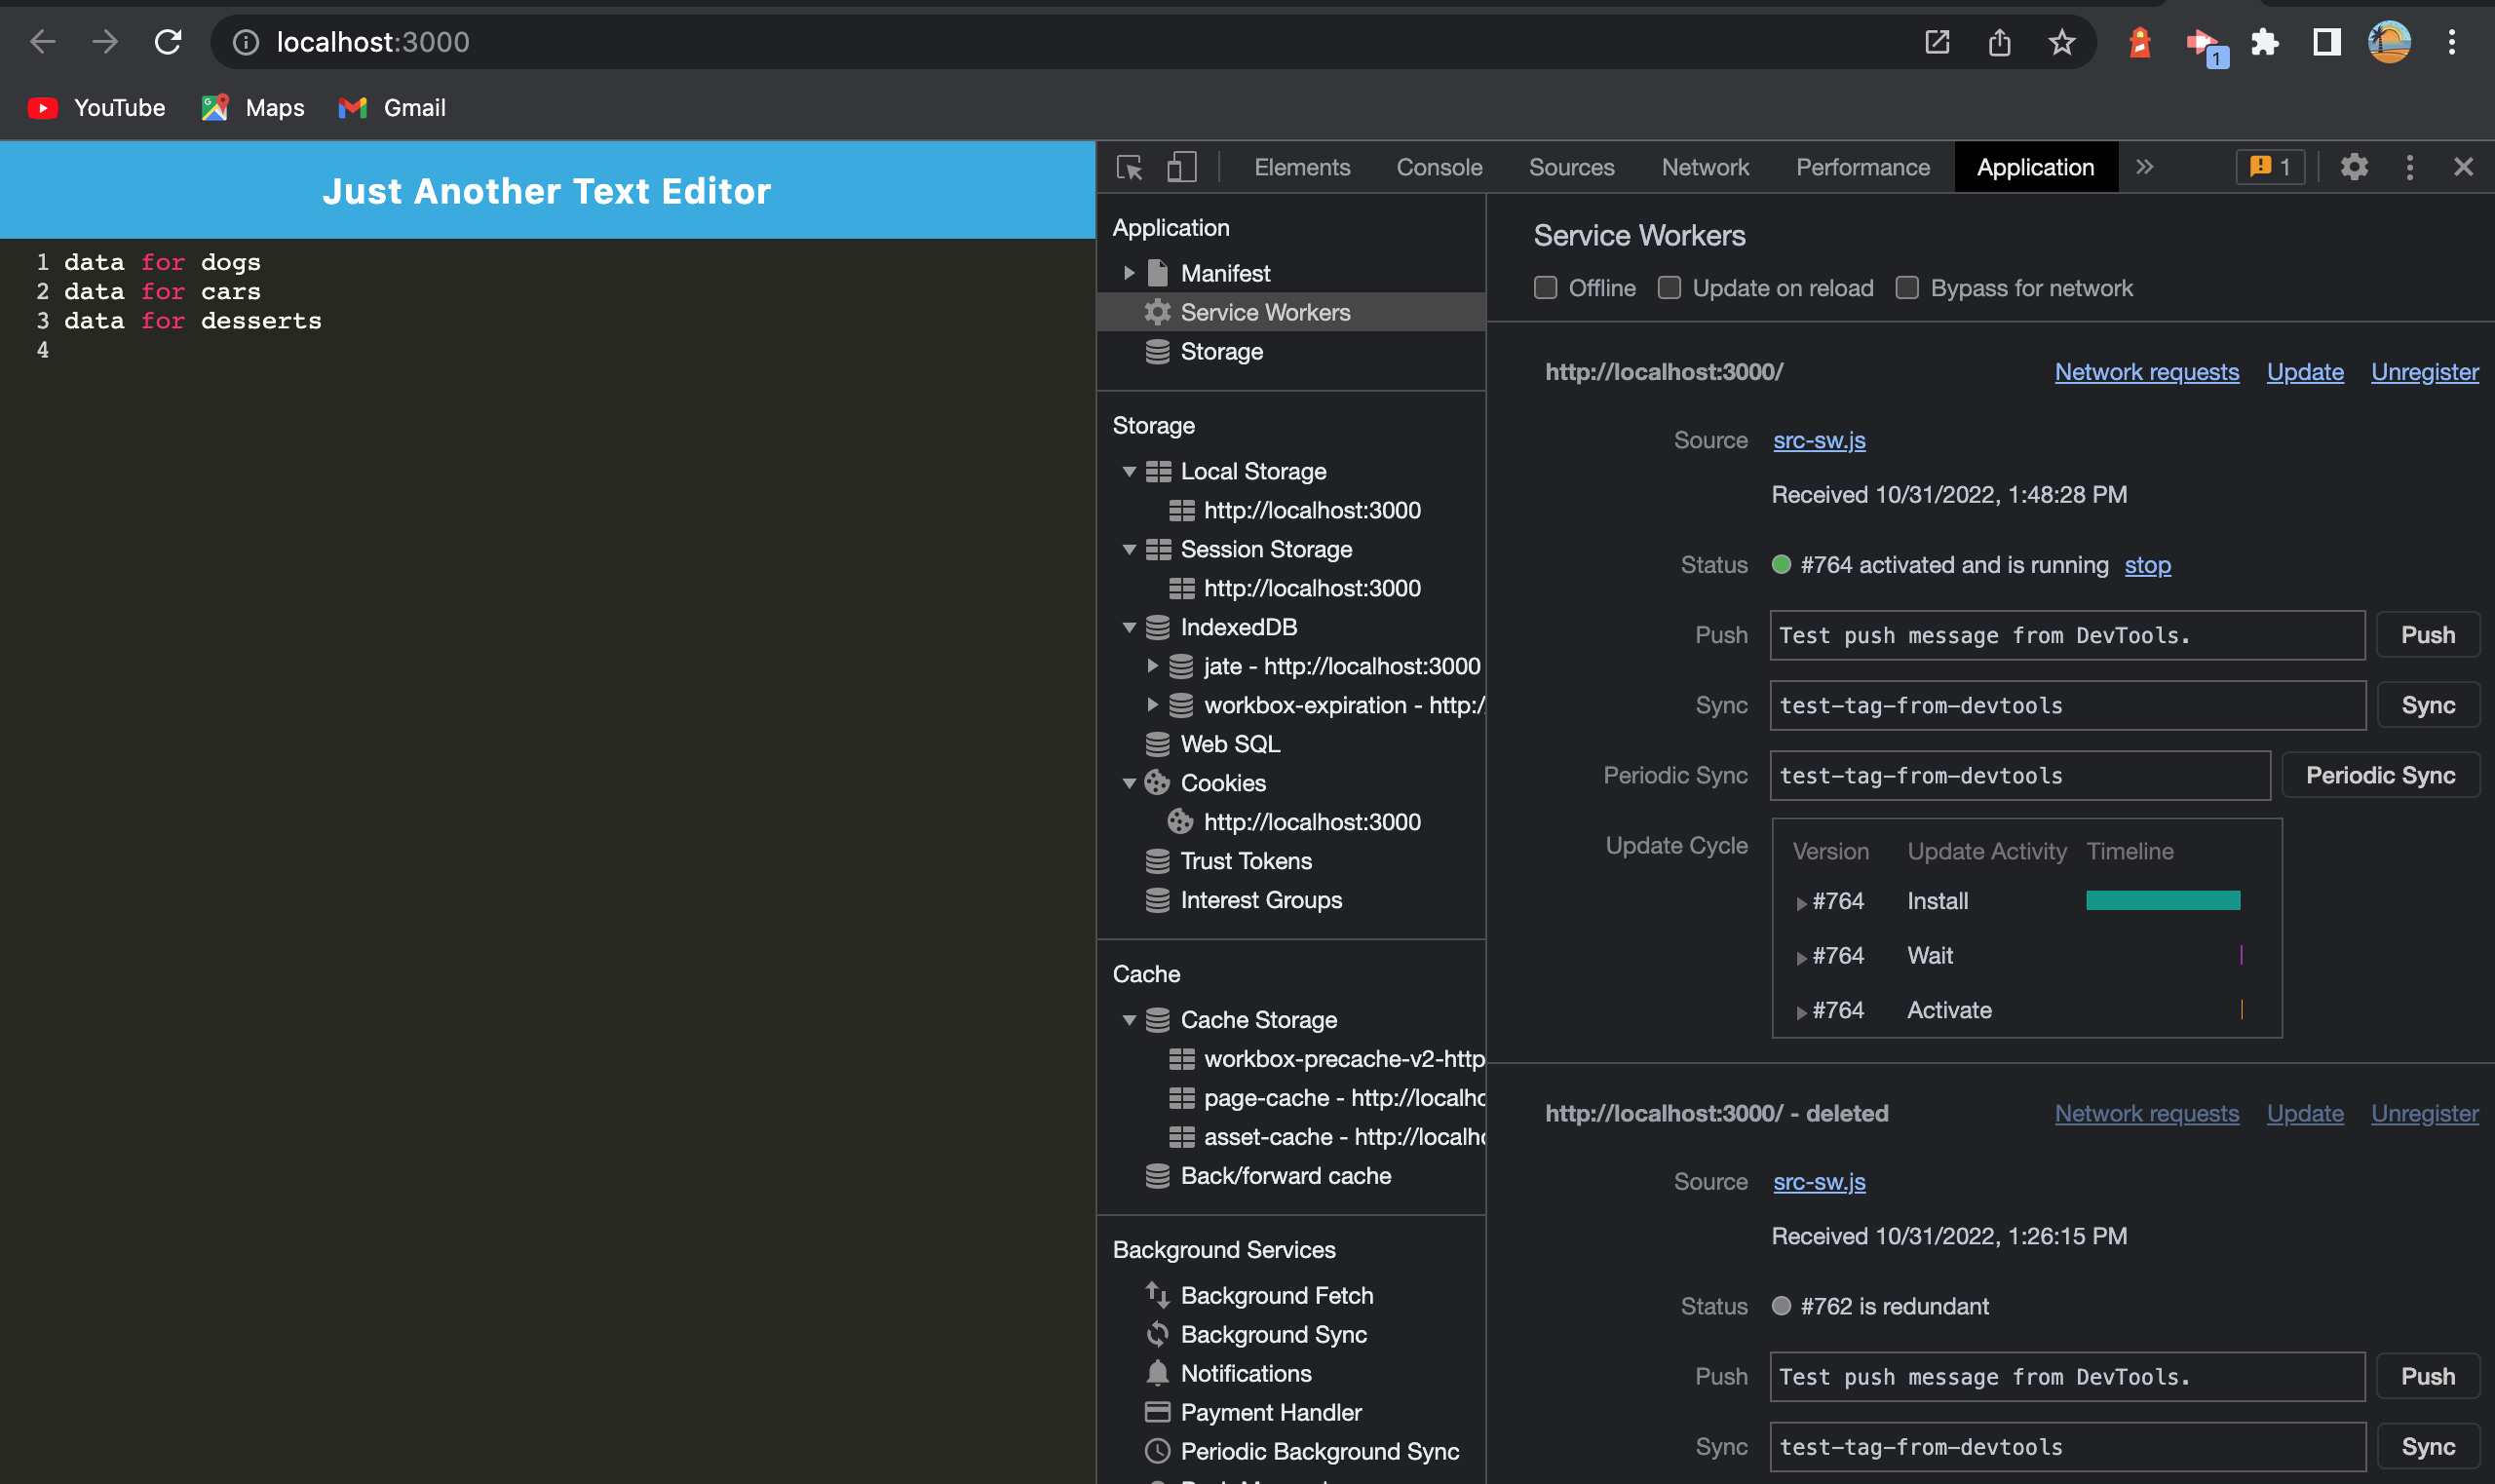 localhost:3000
1
YouTube Maps Gmail
Just Another Text Editor
1 data for dogs
2 data for cars
3 data for desserts
4
Elements Console Sources Network Performance Application 1
Application
Manifest
Service Workers
Storage
Storage
Local Storage
http://localhost:3000
Session Storage
http://localhost:3000
IndexedDB
jate - http://localhost:3000
workbox-expiration - http:/
Web SQL
Cookies
http://localhost:3000
Trust Tokens
Interest Groups
Cache
Cache Storage
workbox-precache-v2-http
page-cache - http://localho
asset-cache - http://localho
Back/forward cache
Background Services
Background Fetch
Background Sync
Notifications
Payment Handler
Periodic Background Sync
Service Workers
Offline Update on reload Bypass for network
http://localhost:3000/ Network requests Update Unregister
Source src-sw.js
Received 10/31/2022, 1:48:28 PM
Status #764 activated and is running stop
Push Test push message from DevTools. Push
Sync test-tag-from-devtools Sync
Periodic Sync test-tag-from-devtools Periodic Sync
Update Cycle Version Update Activity Timeline
#764 Install
#764 Wait
#764 Activate
http://localhost:3000/ - deleted Network requests Update Unregister
Source src-sw.js
Received 10/31/2022, 1:26:15 PM
Status #762 is redundant
Push Test push message from DevTools. Push
Sync test-tag-from-devtools Sync